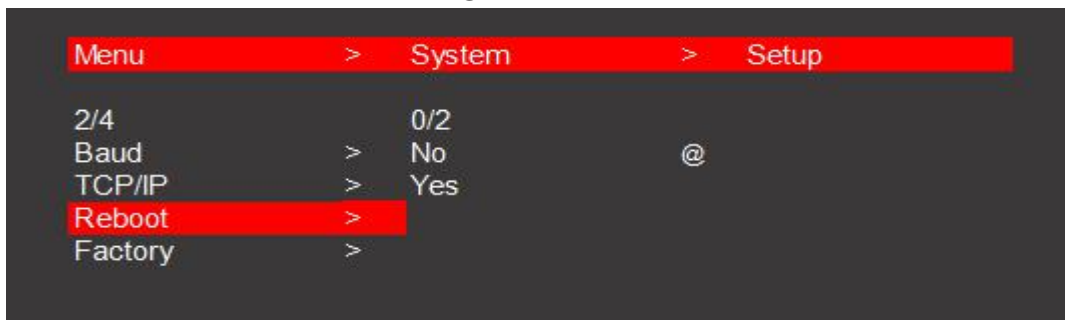 Menu > System > Setup
2/4 0/2
Baud > No @
TCP/IP > Yes
Reboot >
Factory >